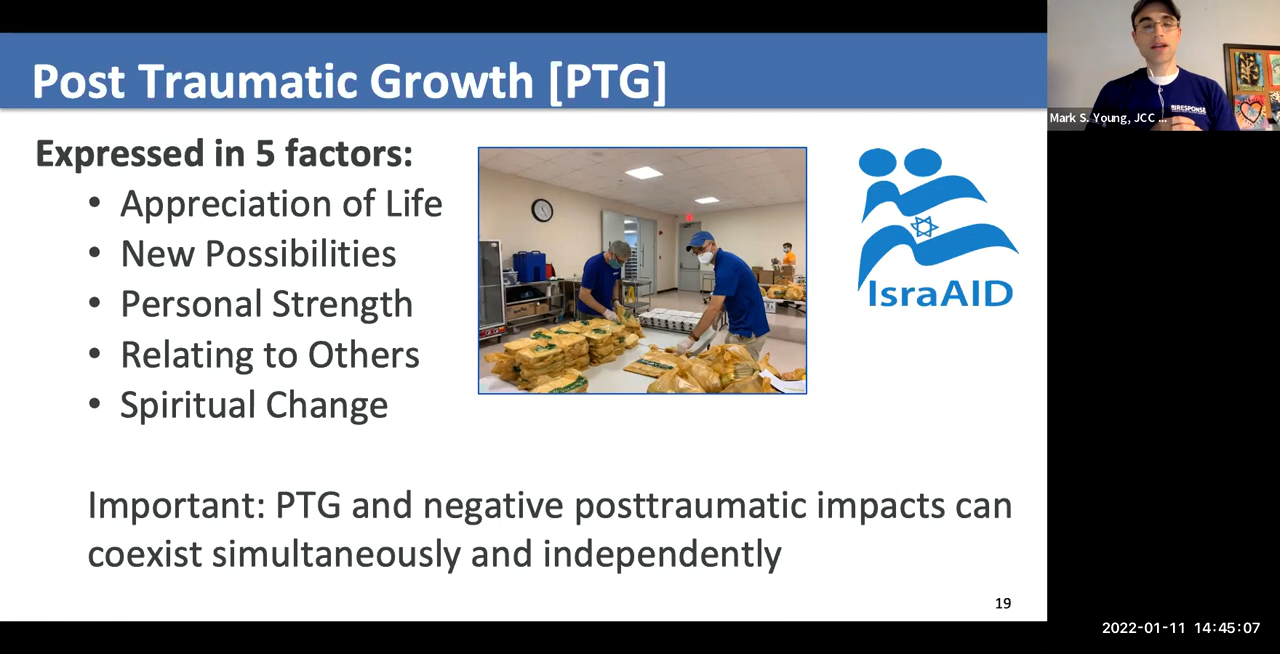 Post Traumatic Growth [PTG]
Expressed in 5 factors:
• Appreciation of Life
• New Possibilities
• Personal Strength
• Relating to Others
• Spiritual Change
IsraAID
Important: PTG and negative posttraumatic impacts can
coexist simultaneously and independently
19
JRESPONSE
Mark S. Young, JCC ...
2022-01-11 14:45:07